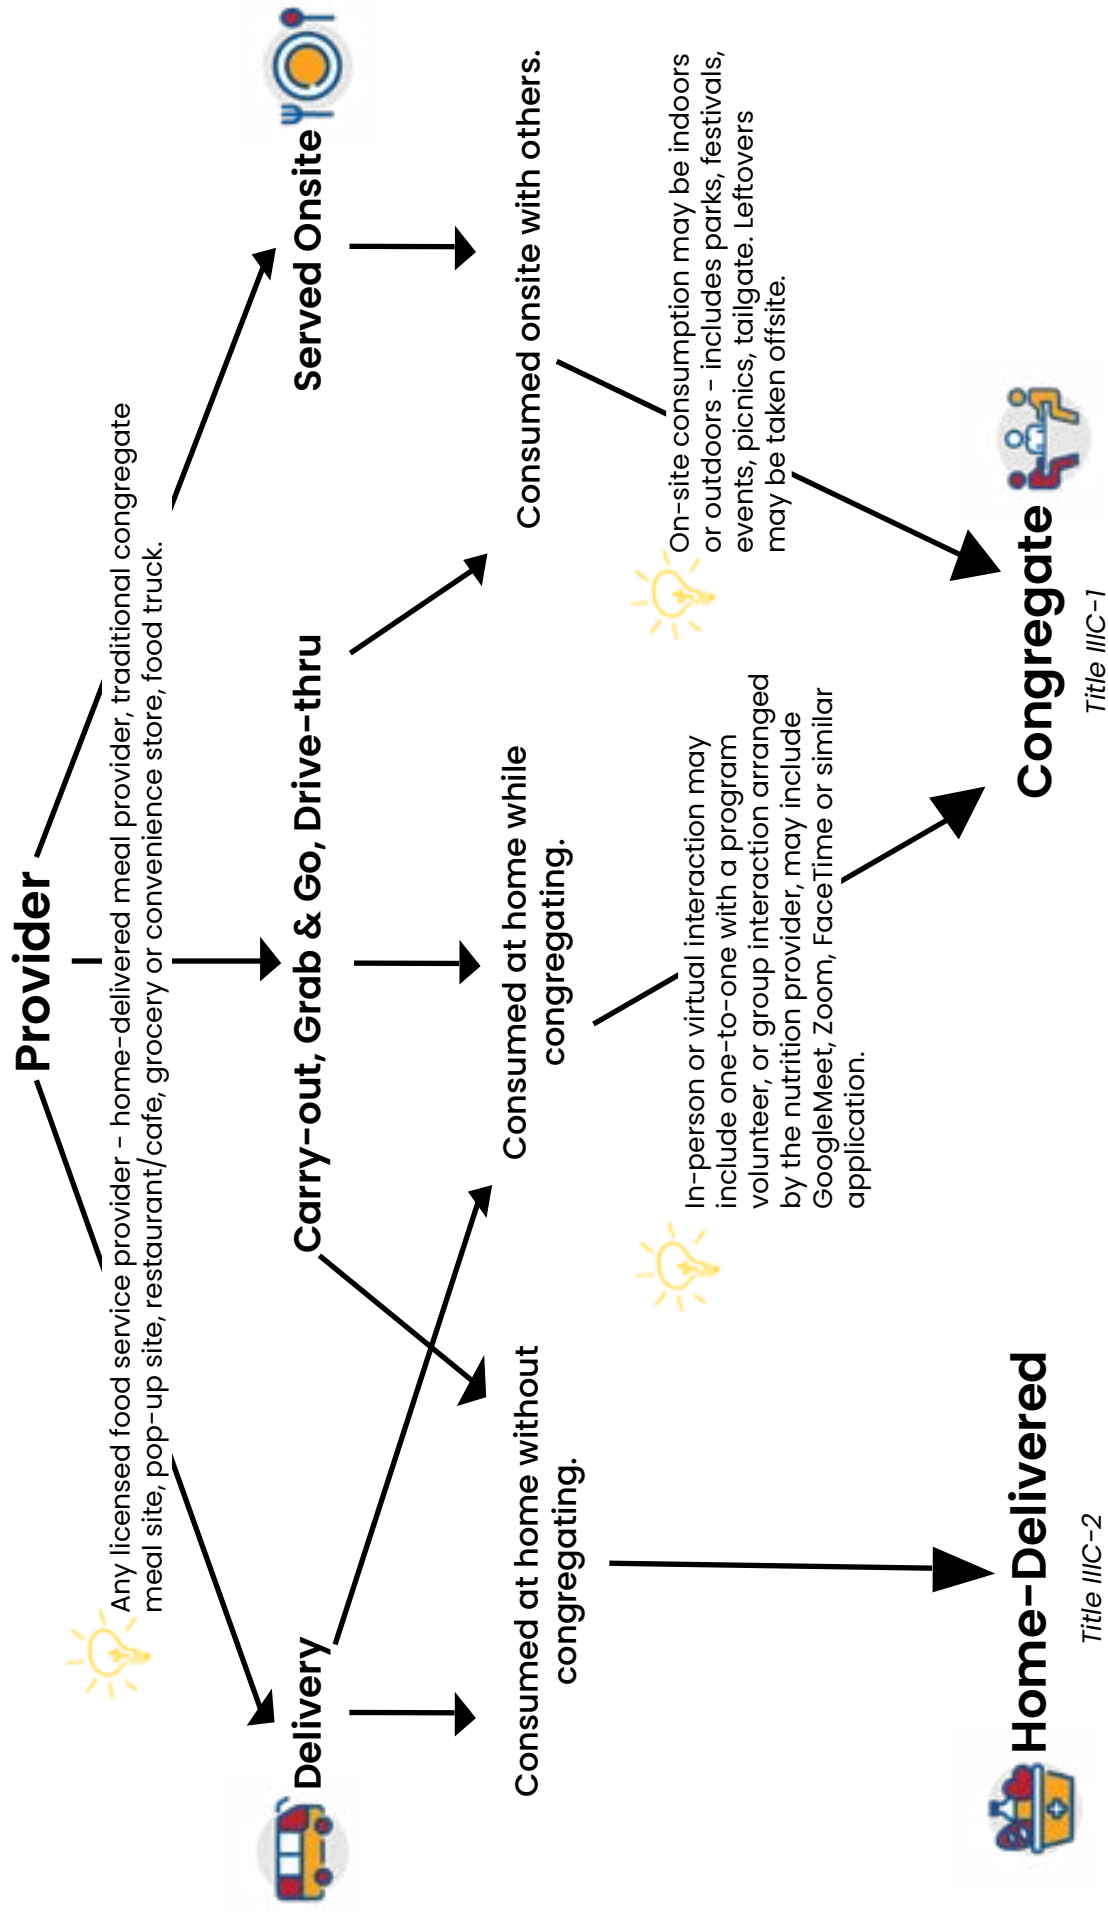 Provider
Any licensed food service provider - home-delivered meal provider, traditional congregate
meal site, pop-up site, restaurant/cafe, grocery or convenience store, food truck.
Delivery
Carry-out, Grab & Go, Drive-thru
Served Onsite
Consumed at home without
congregating.
Consumed at home while
congregating.
Consumed onsite with others.
In-person or virtual interaction may
include one-to-one with a program
volunteer, or group interaction arranged
by the nutrition provider, may include
GoogleMeet, Zoom, FaceTime or similar
application.
On-site consumption may be indoors
or outdoors - includes parks, festivals,
events, picnics, tailgate. Leftovers
may be taken offsite.
Home-Delivered
Title IIIC-2
Congregate
Title IIIC-1